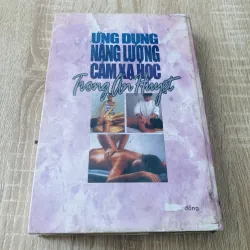 ỨNG DỤNG
NĂNG LƯỢNG
CẢM XẠ HỌC
Trong Ấn Huyệt
đồng